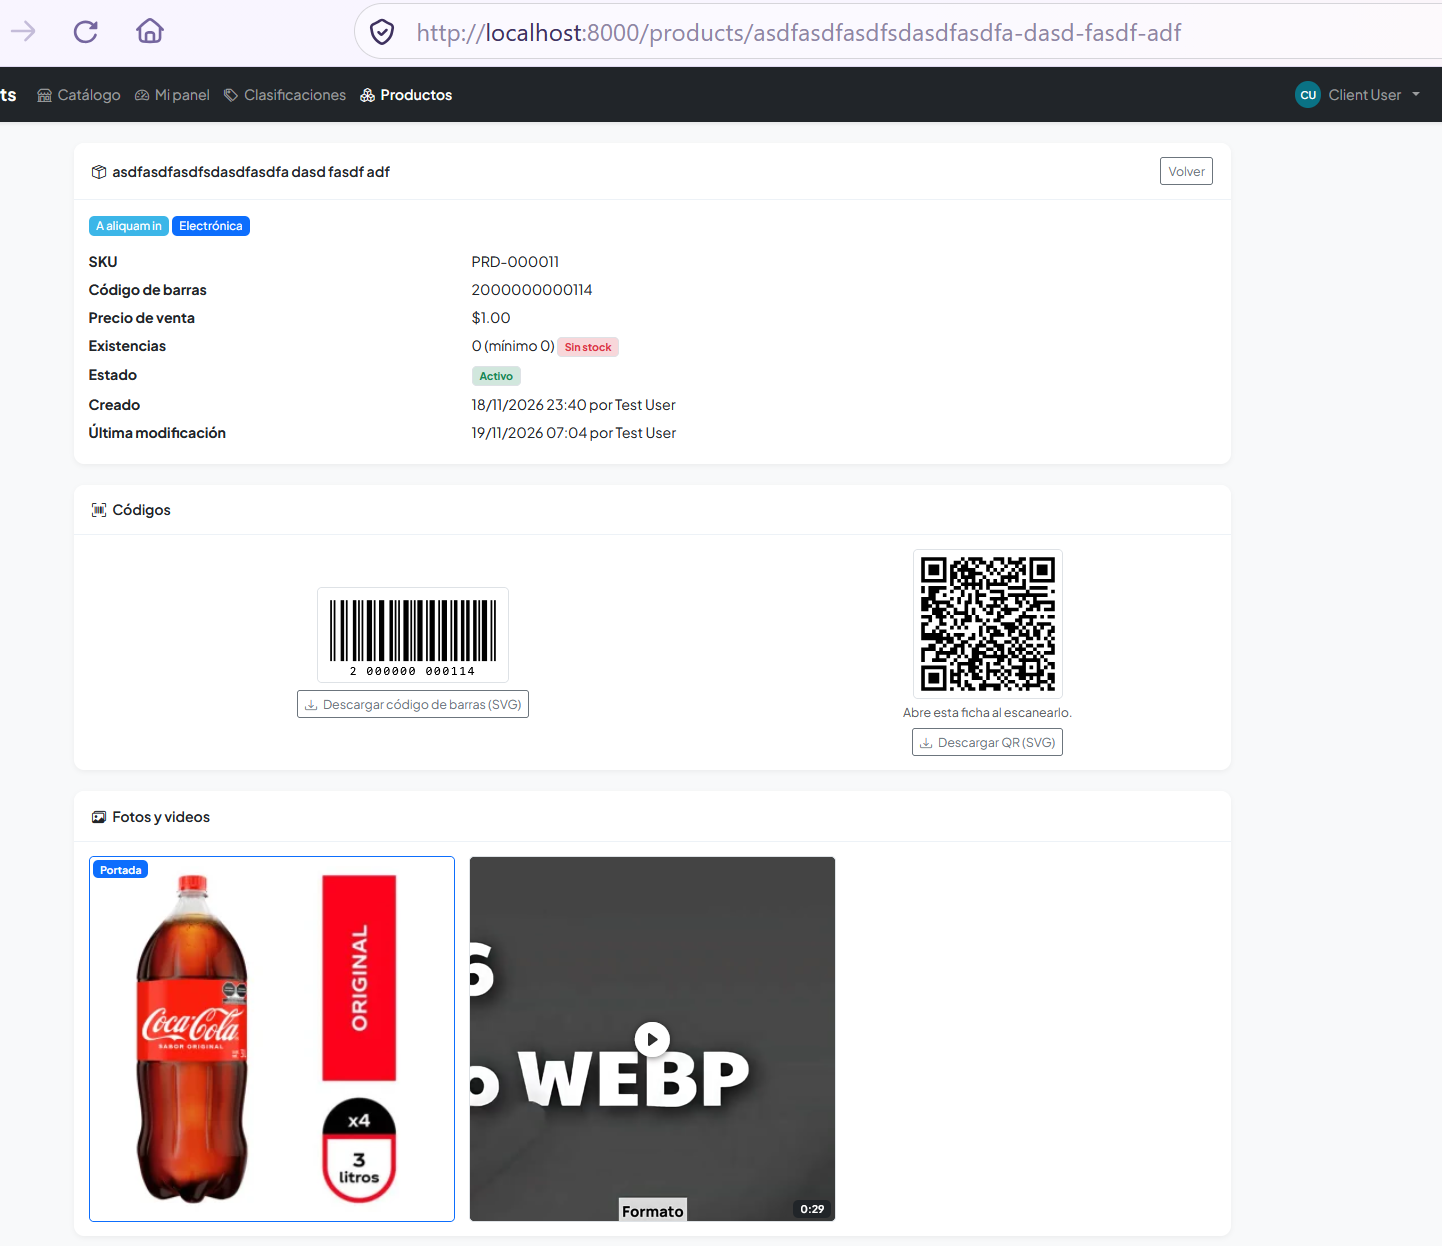 http://localhost:8000/products/asdfasdfasdfsdasdfasdfa-dasd-fasdf-adf
ts Catálogo Mi panel Clasificaciones Productos CU Client User
asdfasdfasdfsdasdfasdfa dasd fasdf adf Volver
A aliquam in Electrónica
SKU PRD-000011
Código de barras 2000000000114
Precio de venta $1.00
Existencias 0 (mínimo 0) Sin stock
Estado Activo
Creado 18/11/2026 23:40 por Test User
Última modificación 19/11/2026 07:04 por Test User
Códigos
2 000000 000114
Descargar código de barras (SVG)
Abre esta ficha al escanearlo.
Descargar QR (SVG)
Fotos y videos
Portada
ORIGINAL
Coca-Cola
SABOR ORIGINAL
x4
3
litros
S
o WEBP
Formato
0:29